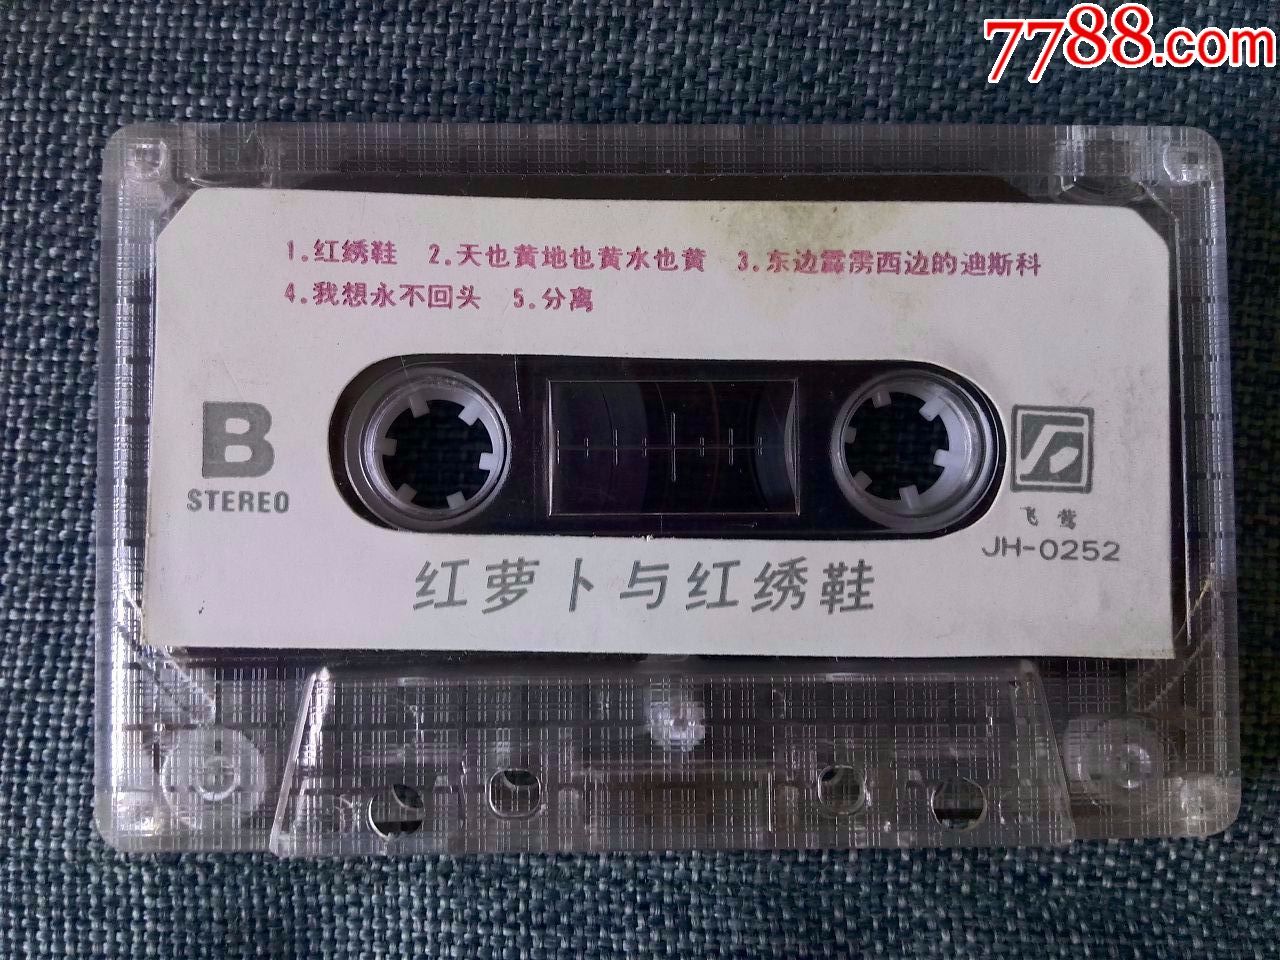 7788.com
1.红绣鞋 2.天也黄地也黄水也黄 3.东边霹雳西边的迪斯科
4.我想永不回头 5.分离
B
STEREO
飞莺
JH-0252
红萝卜与红绣鞋